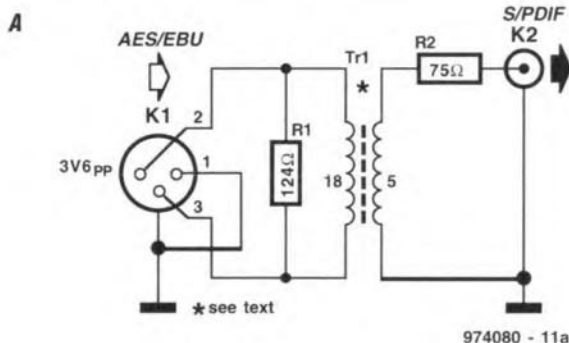 A
AES/EBU
K1
3V6pp
2
1
3
R1
124Ω
Tr1
*
18
5
R2
75Ω
S/PDIF
K2
* see text
974080 - 11a